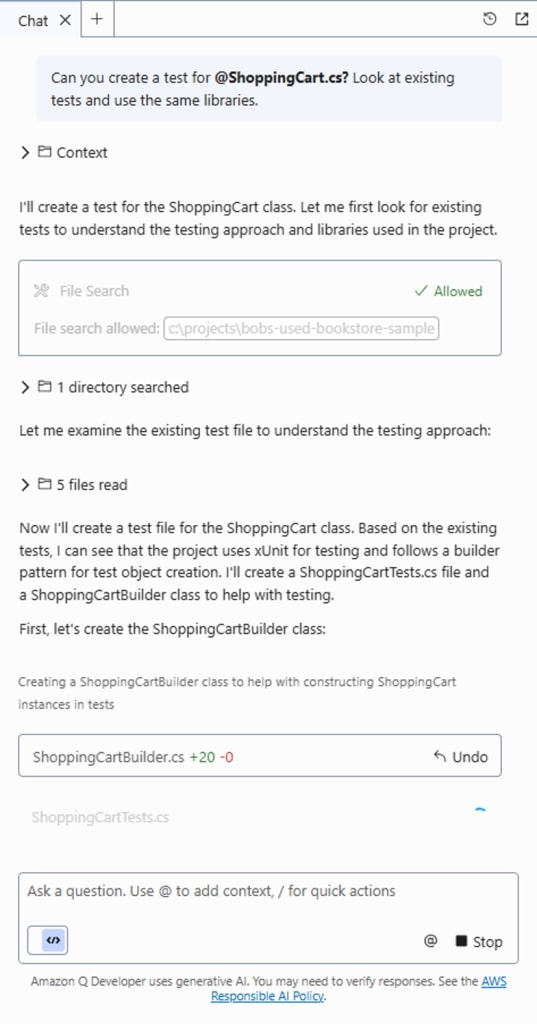 Chat
Can you create a test for @ShoppingCart.cs? Look at existing
tests and use the same libraries.
Context
I'll create a test for the ShoppingCart class. Let me first look for existing
tests to understand the testing approach and libraries used in the project.
File Search Allowed
File search allowed: c:\projects\bobs-used-bookstore-sample
1 directory searched
Let me examine the existing test file to understand the testing approach:
5 files read
Now I'll create a test file for the ShoppingCart class. Based on the existing
tests, I can see that the project uses xUnit for testing and follows a builder
pattern for test object creation. I'll create a ShoppingCartTests.cs file and
a ShoppingCartBuilder class to help with testing.
First, let's create the ShoppingCartBuilder class:
Creating a ShoppingCartBuilder class to help with constructing ShoppingCart
instances in tests
ShoppingCartBuilder.cs +20 -0 Undo
ShoppingCartTests.cs
Ask a question. Use @ to add context, / for quick actions
</> @ Stop
Amazon Q Developer uses generative AI. You may need to verify responses. See the AWS
Responsible AI Policy.